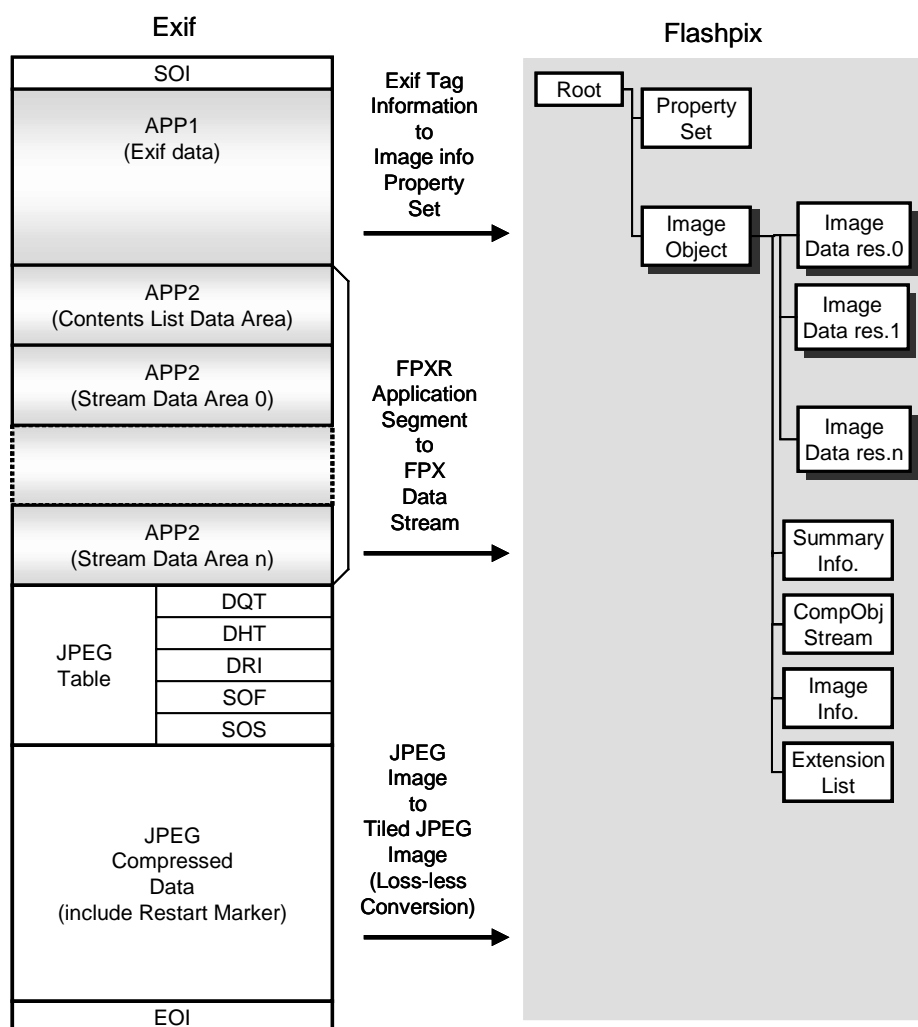 Exif
SOI
APP1
(Exif data)
APP2
(Contents List Data Area)
APP2
(Stream Data Area 0)
APP2
(Stream Data Area n)
JPEG
Table
DQT
DHT
DRI
SOF
SOS
JPEG
Compressed
Data
(include Restart Marker)
EOI
Exif Tag
Information
to
Image info
Property
Set
FPXR
Application
Segment
to
FPX
Data
Stream
JPEG
Image
to
Tiled JPEG
Image
(Loss-less
Conversion)
Flashpix
Root
Property
Set
Image
Object
Image
Data res.0
Image
Data res.1
Image
Data res.n
Summary
Info.
CompObj
Stream
Image
Info.
Extension
List